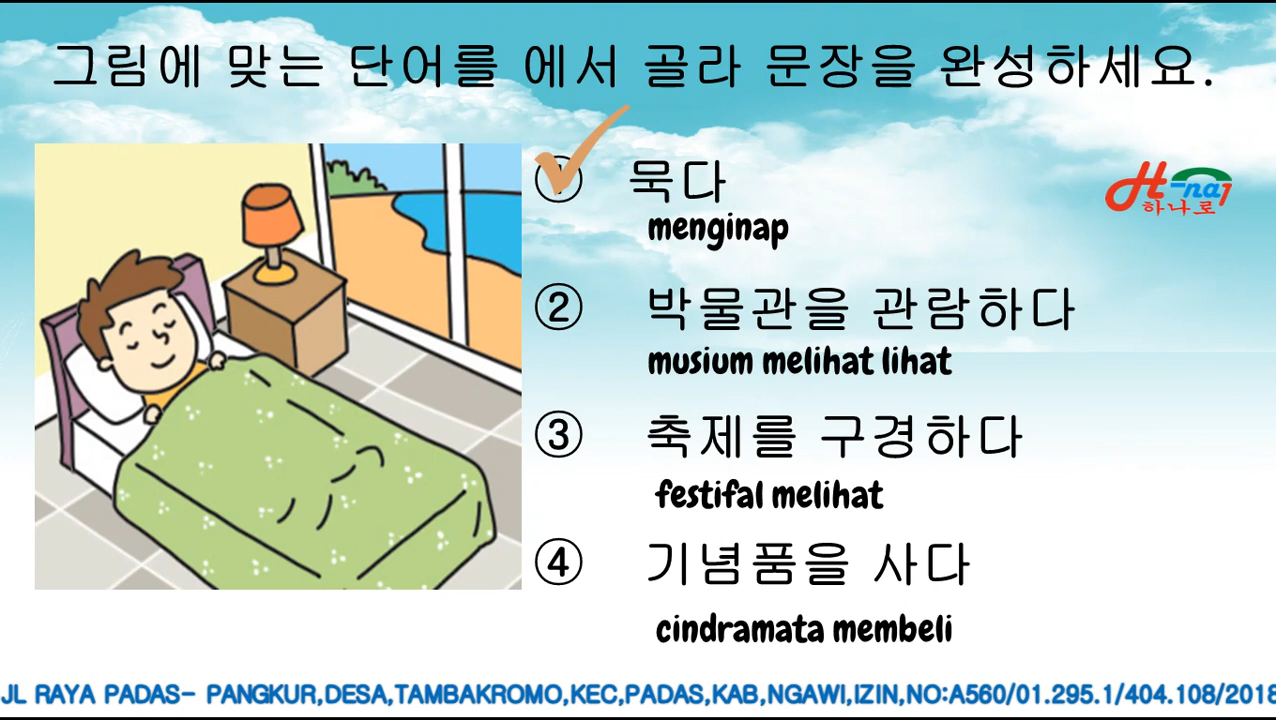 그림에 맞는 단어를 에서 골라 문장을 완성하세요.
① 묵다
menginap
② 박물관을 관람하다
musium melihat lihat
③ 축제를 구경하다
festifal melihat
④ 기념품을 사다
cindramata membeli
H-na
하나로
JL RAYA PADAS- PANGKUR,DESA,TAMBAKROMO,KEC,PADAS,KAB,NGAWI,IZIN,NO:A560/01.295.1/404.108/2018